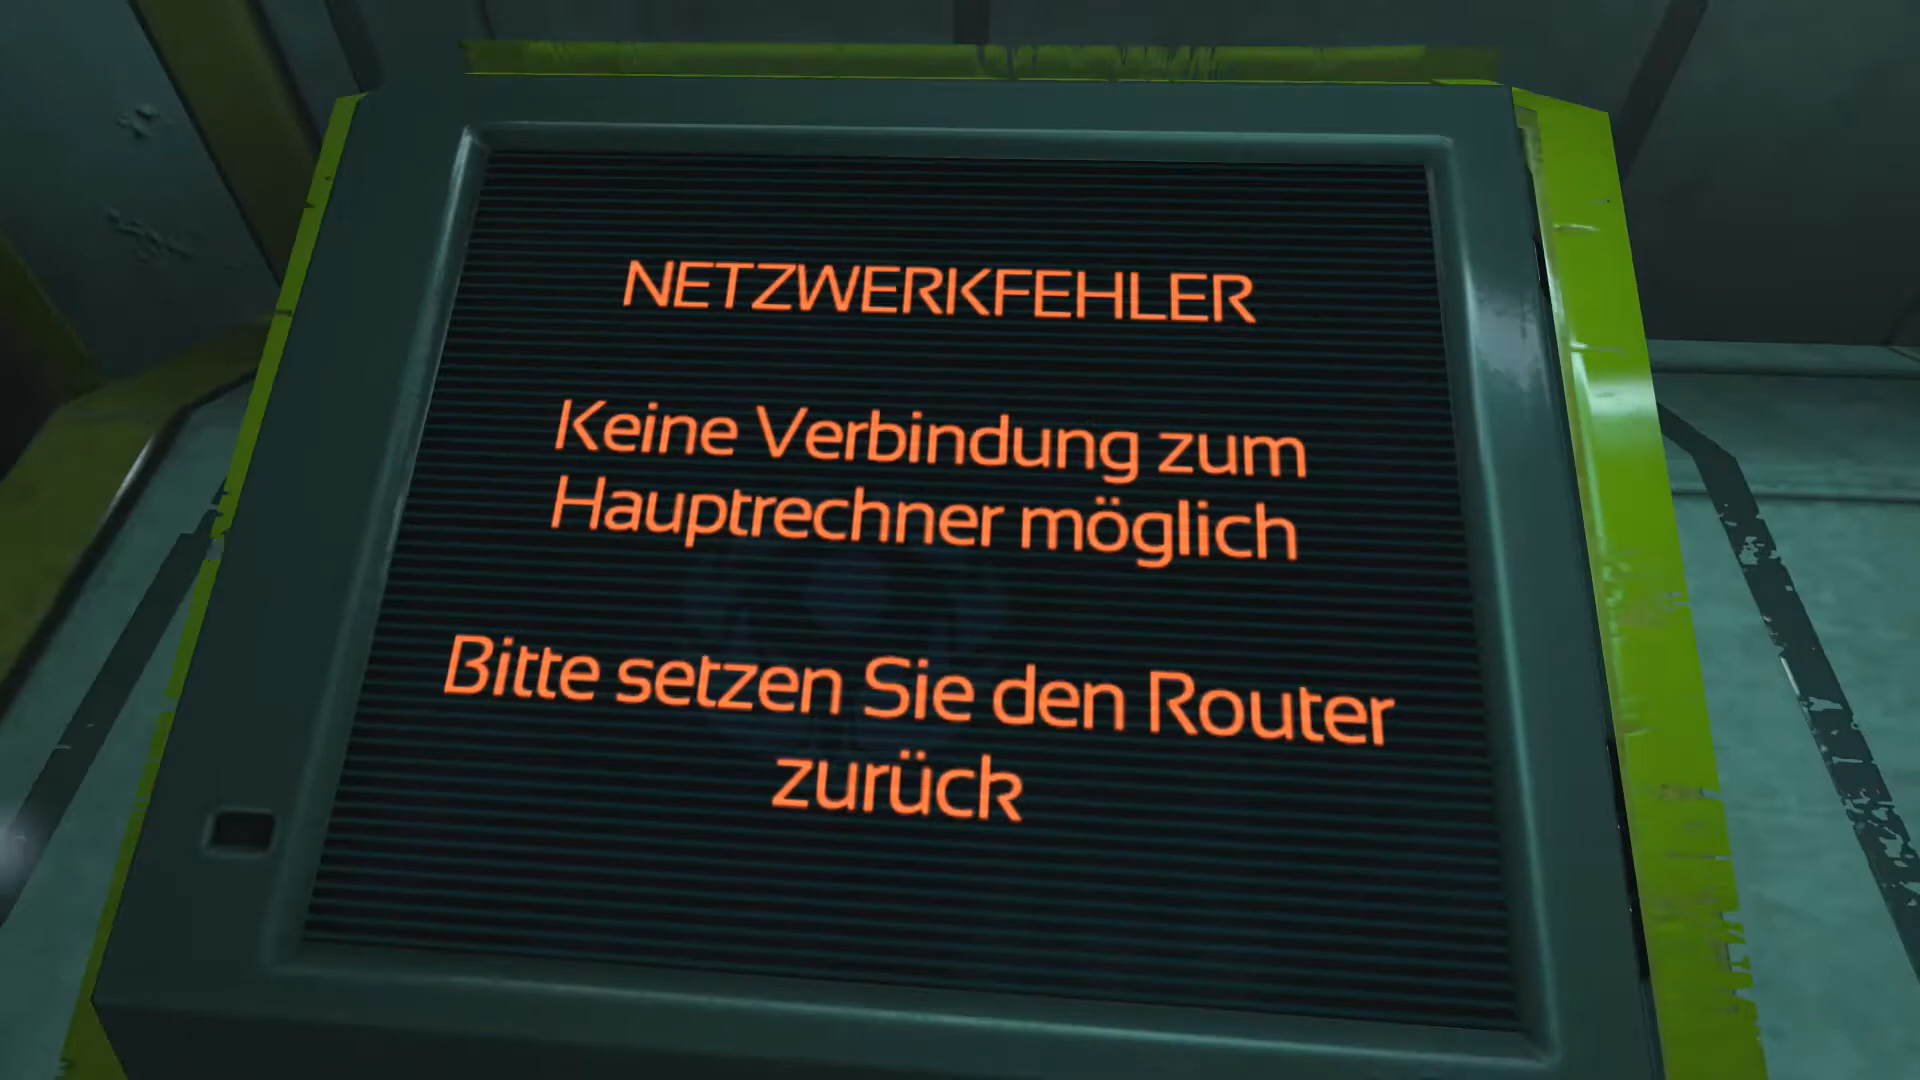 NETZWERKFEHLER
Keine Verbindung zum
Hauptrechner möglich
Bitte setzen Sie den Router
zurück